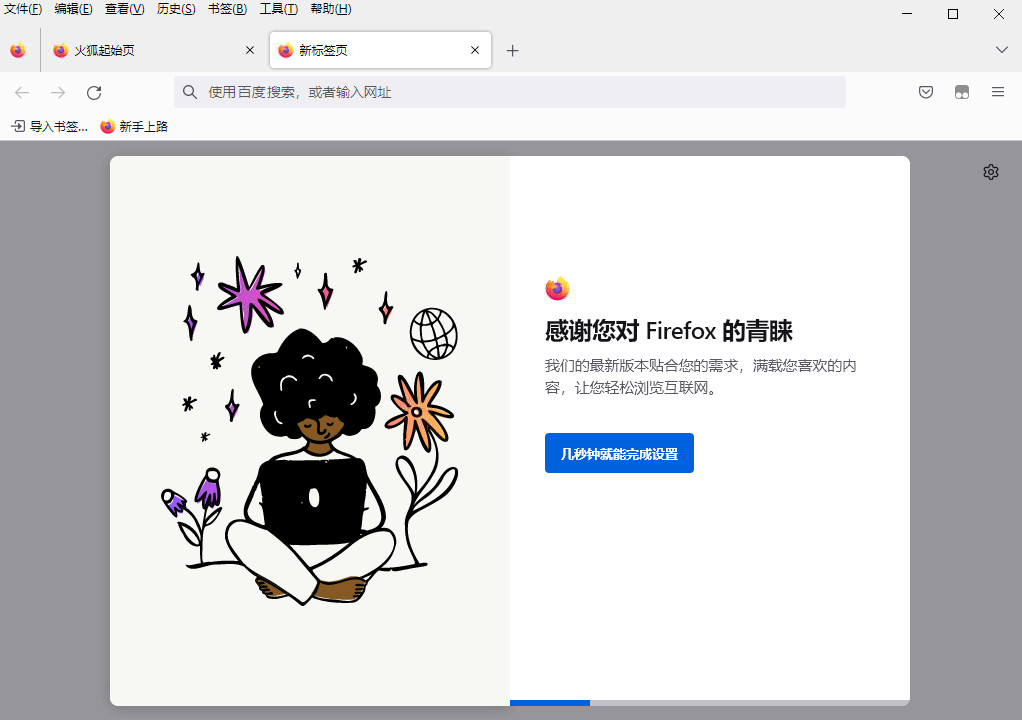 文件(F) 编辑(E) 查看(V) 历史(S) 书签(B) 工具(T) 帮助(H)
火狐起始页
新标签页
使用百度搜索，或者输入网址
导入书签... 新手上路
感谢您对 Firefox 的青睐
我们的最新版本贴合您的需求，满载您喜欢的内
容，让您轻松浏览互联网。
几秒钟就能完成设置